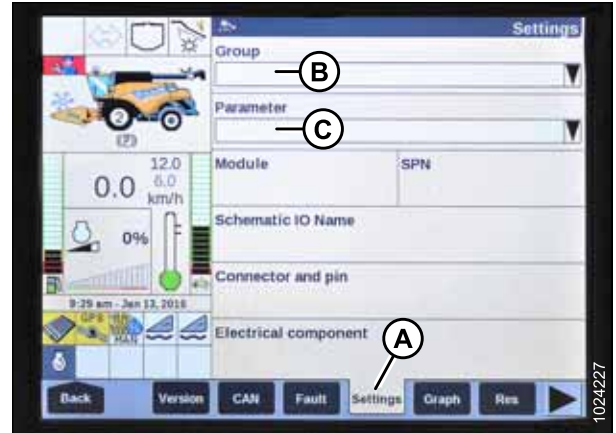 Settings
Group
B
Parameter
C
2
(P)
12.0
6.0
0.0
km/h
Module
SPN
0%
Schematic IO Name
Connector and pin
9:29 am - Jan 13, 2016
GPS
MAN
Electrical component
A
Back
Version
CAN
Fault
Settings
Graph
Res
1024227